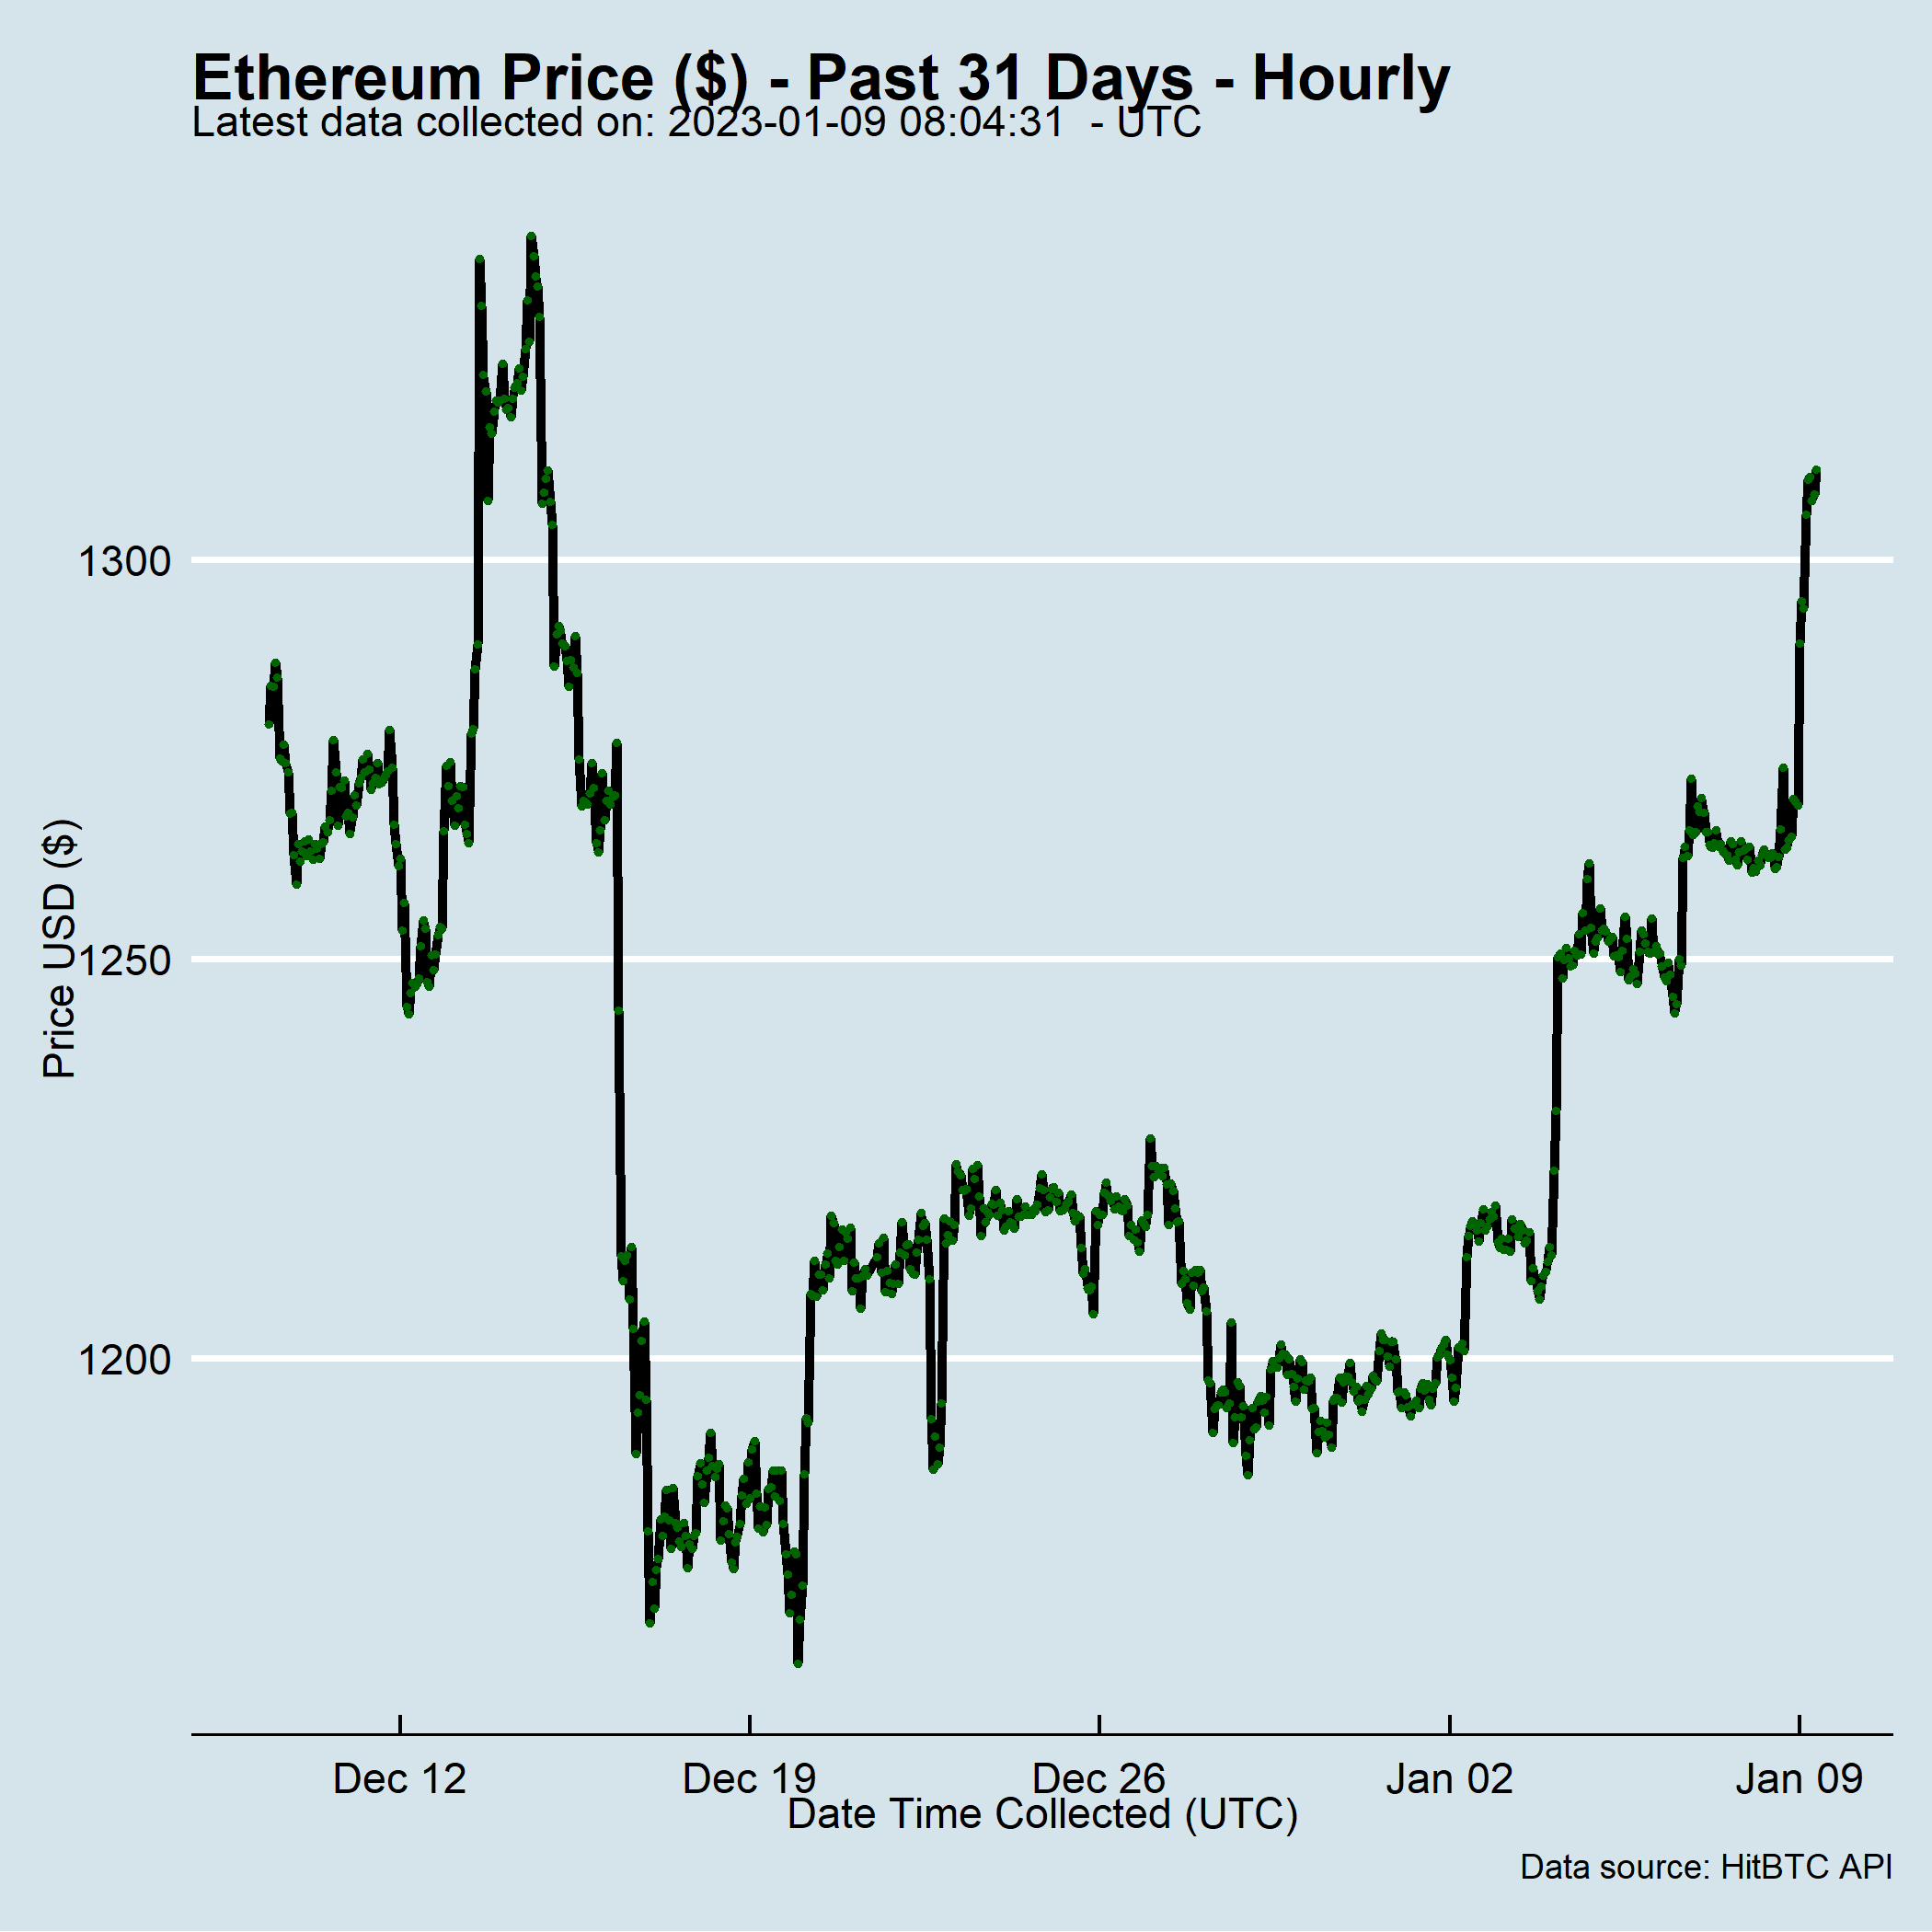 Ethereum Price ($) - Past 31 Days - Hourly
Latest data collected on: 2023-01-09 08:04:31  - UTC
Price USD ($)
1300
1250
1200
Dec 12
Dec 19
Dec 26
Jan 02
Jan 09
Date Time Collected (UTC)
Data source: HitBTC API